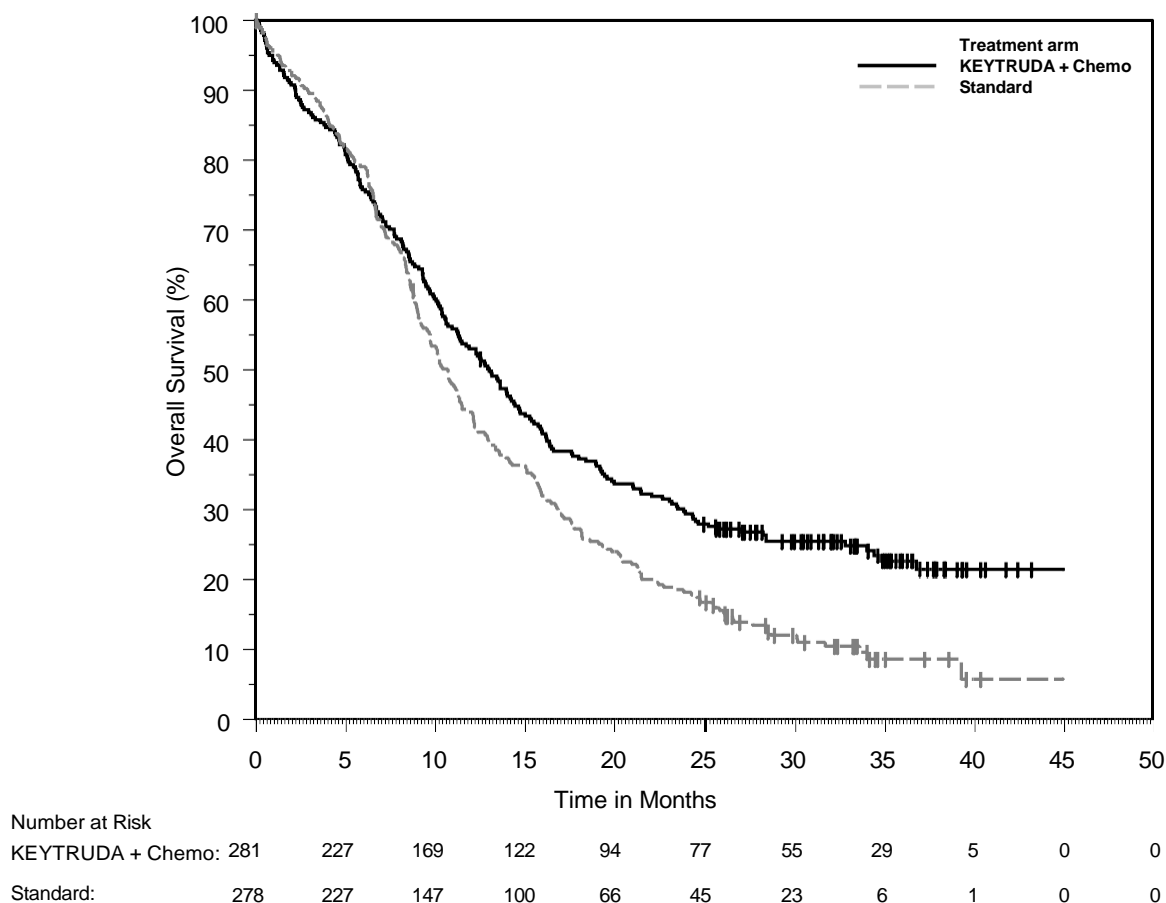 Treatment arm
KEYTRUDA + Chemo
Standard
Overall Survival (%)
100
90
80
70
60
50
40
30
20
10
0
0 5 10 15 20 25 30 35 40 45 50
Time in Months
Number at Risk
KEYTRUDA + Chemo: 281 227 169 122 94 77 55 29 5 0 0
Standard: 278 227 147 100 66 45 23 6 1 0 0